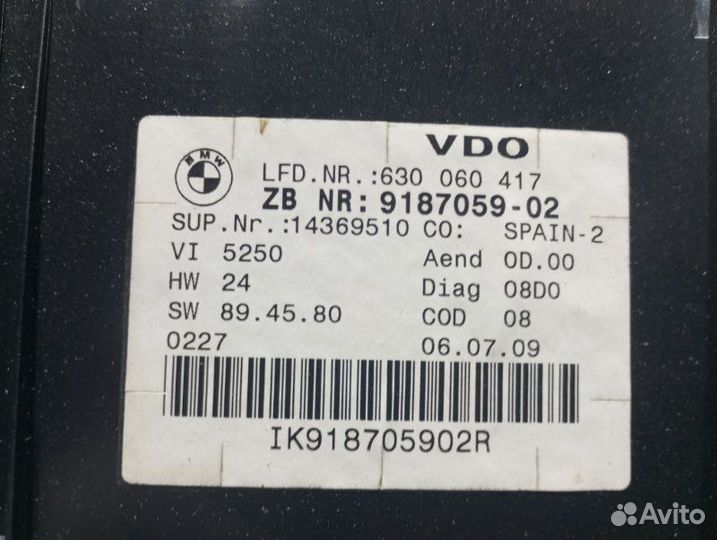 VDO
BMW
LFD.NR.:630 060 417
ZB NR: 9187059-02
SUP.Nr.:14369510 CO: SPAIN-2
VI 5250 Aend 0D.00
HW 24 Diag 08D0
SW 89.45.80 COD 08
0227 06.07.09
IK918705902R
Avito